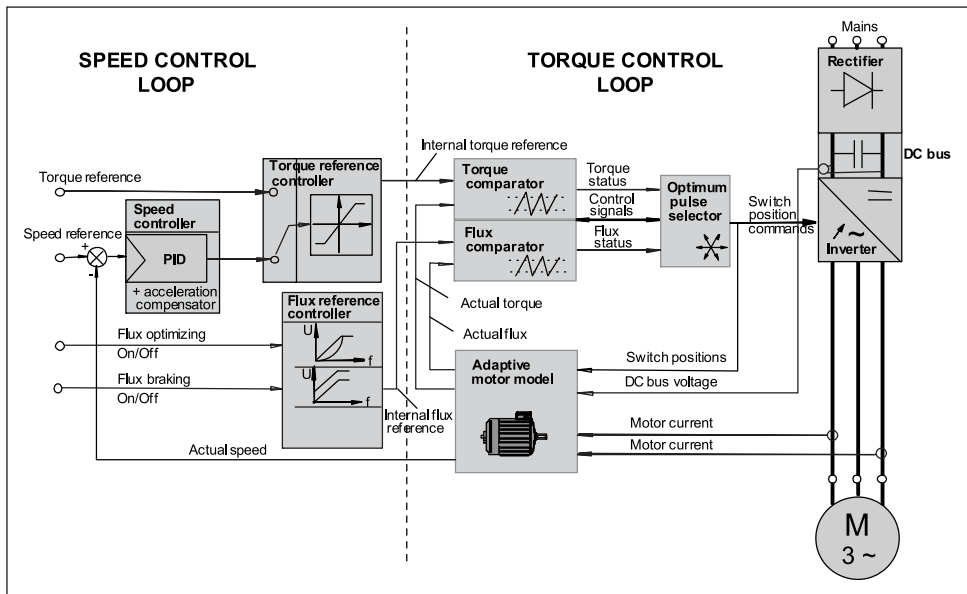 Mains
SPEED CONTROL
LOOP
TORQUE CONTROL
LOOP
Rectifier
DC bus
Internal torque reference
Torque reference
Torque reference
controller
Torque
comparator
Torque
status
Control
signals
Flux
status
Optimum
pulse
selector
Switch
position
commands
Speed
controller
Speed reference
+
-
PID
+ acceleration
compensator
Flux
comparator
~
Inverter
Actual torque
Actual flux
Flux reference
controller
U
f
U
f
Flux optimizing
On/Off
Flux braking
On/Off
Adaptive
motor model
Switch positions
DC bus voltage
Internal flux
reference
Motor current
Motor current
Actual speed
M
3 ~